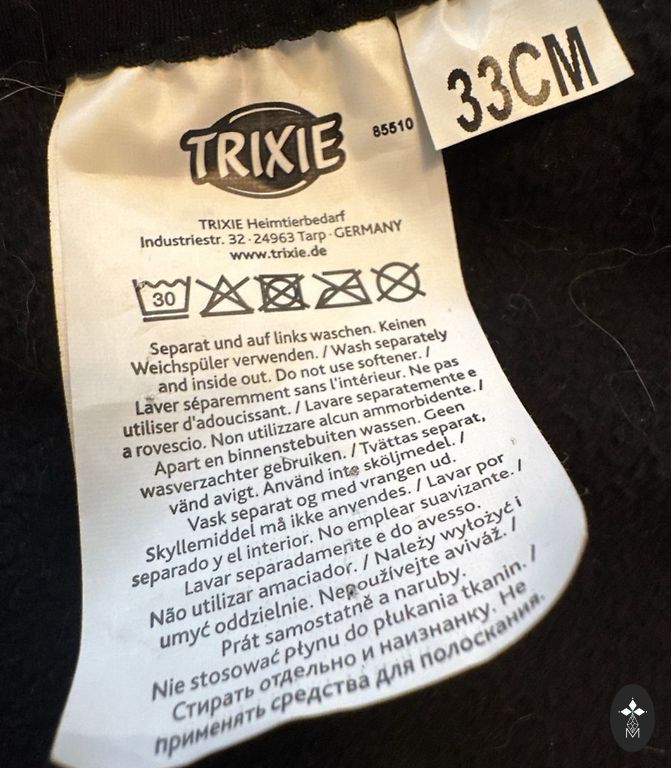 33CM
TRIXIE
85510
TRIXIE Heimtierbedarf
Industriestr. 32 · 24963 Tarp · GERMANY
www.trixie.de
30
Separat und auf links waschen. Keinen
Weichspüler verwenden. / Wash separately
and inside out. Do not use softener. /
Laver séparemment sans l'intérieur. Ne pas
utiliser d'adoucissant. / Lavare separatemente e
a rovescio. Non utilizzare alcun ammorbidente. /
Apart en binnenstebuiten wassen. Geen
wasverzachter gebruiken. / Tvättas separat,
vänd avigt. Använd inte sköljmedel. /
Vask separat og med vrangen ud.
Skyllemiddel må ikke anvendes. / Lavar por
separado y el interior. No emplear suavizante. /
Lavar separadamente e do avesso.
Não utilizar amaciador. / Należy wyłożyć i
umyć oddzielnie. Nepoužívejte aviváž. /
Prát samostatně a naruby.
Nie stosować płynu do płukania tkanin. /
Стирать отдельно и наизнанку. Не
применять средства для полоскания.
M